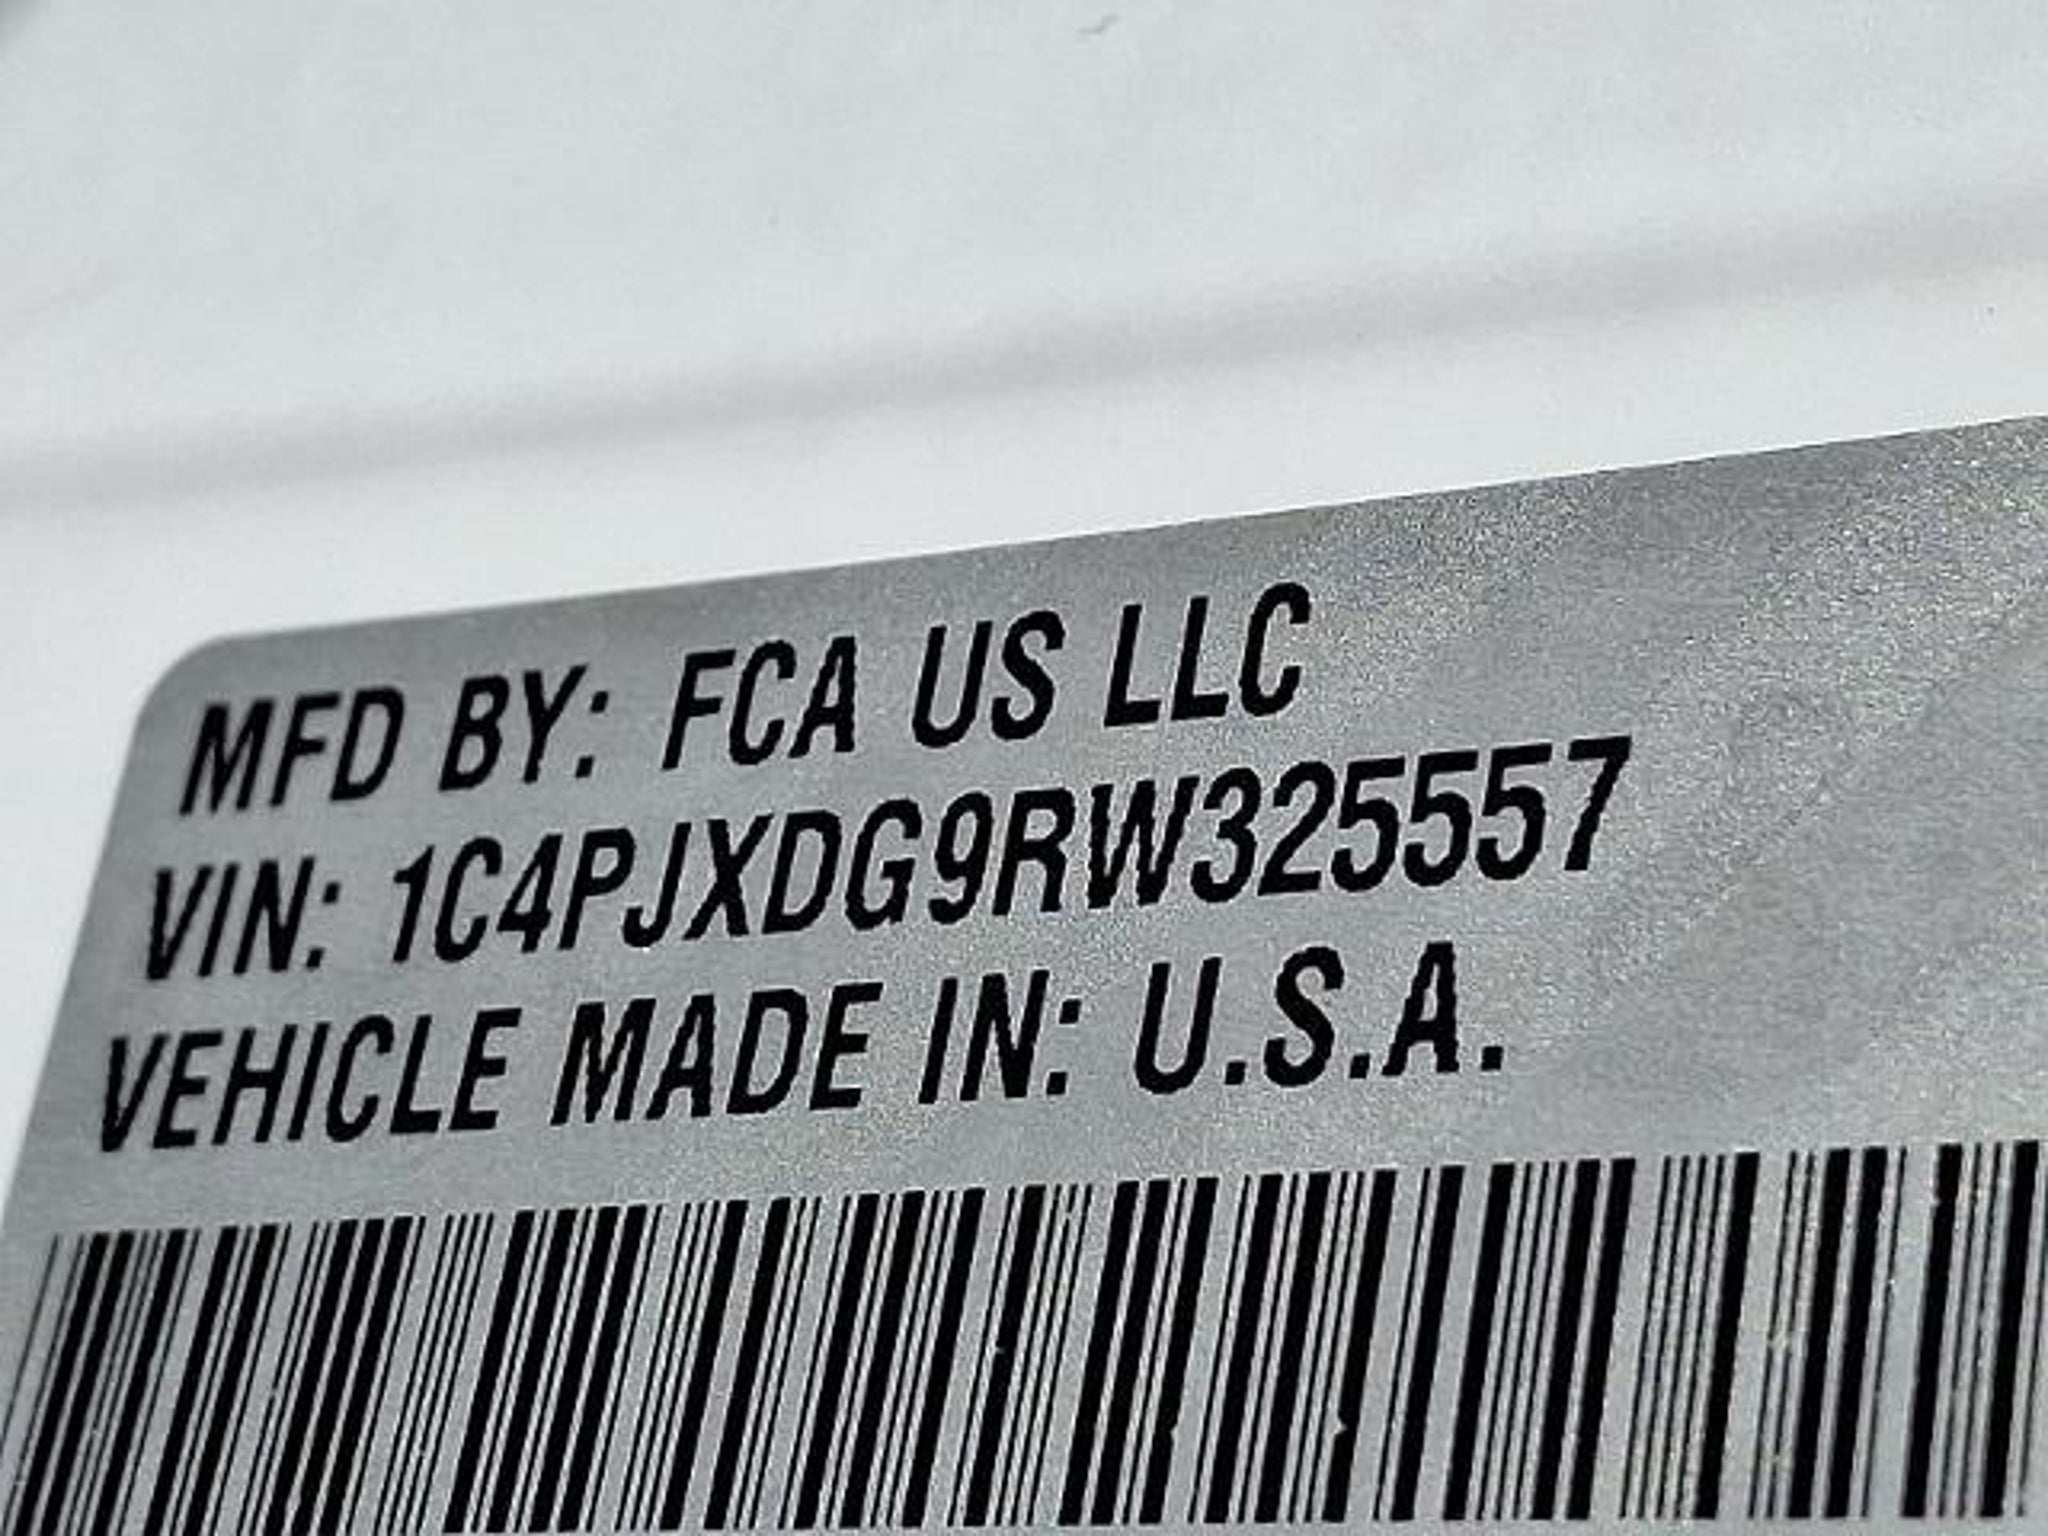 MFD BY: FCA US LLC
VIN: 1C4PJXDG9RW325557
VEHICLE MADE IN: U.S.A.